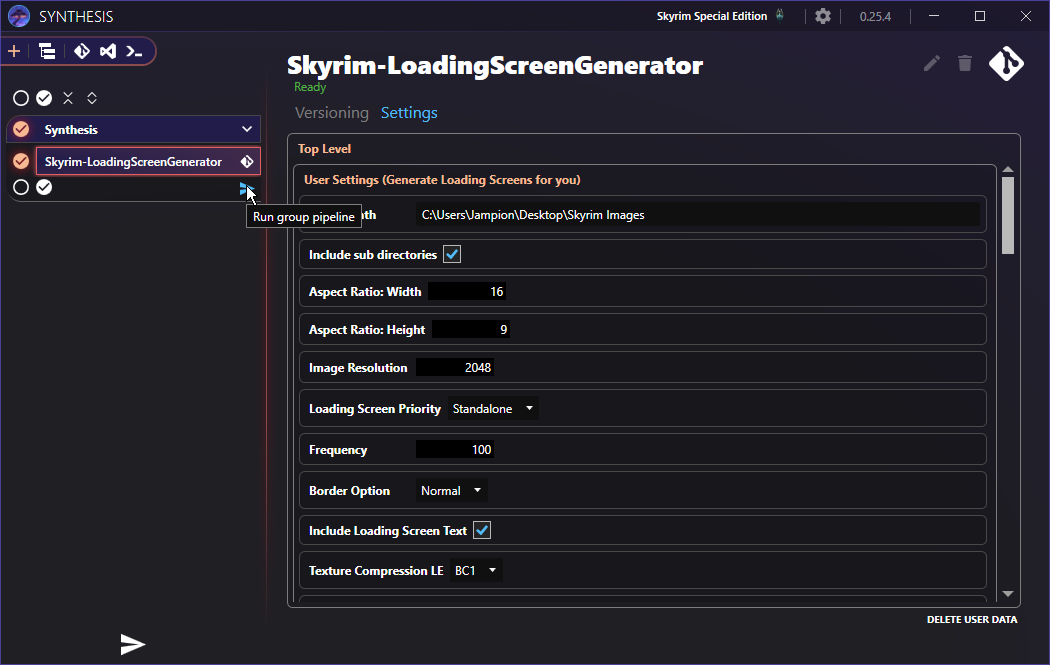 SYNTHESIS
Skyrim Special Edition
0.25.4
Skyrim-LoadingScreenGenerator
Ready
Versioning Settings
Synthesis
Skyrim-LoadingScreenGenerator
Run group pipeline
Top Level
User Settings (Generate Loading Screens for you)
C:\Users\Jampion\Desktop\Skyrim Images
Include sub directories
Aspect Ratio: Width 16
Aspect Ratio: Height 9
Image Resolution 2048
Loading Screen Priority Standalone
Frequency 100
Border Option Normal
Include Loading Screen Text
Texture Compression LE BC1
DELETE USER DATA